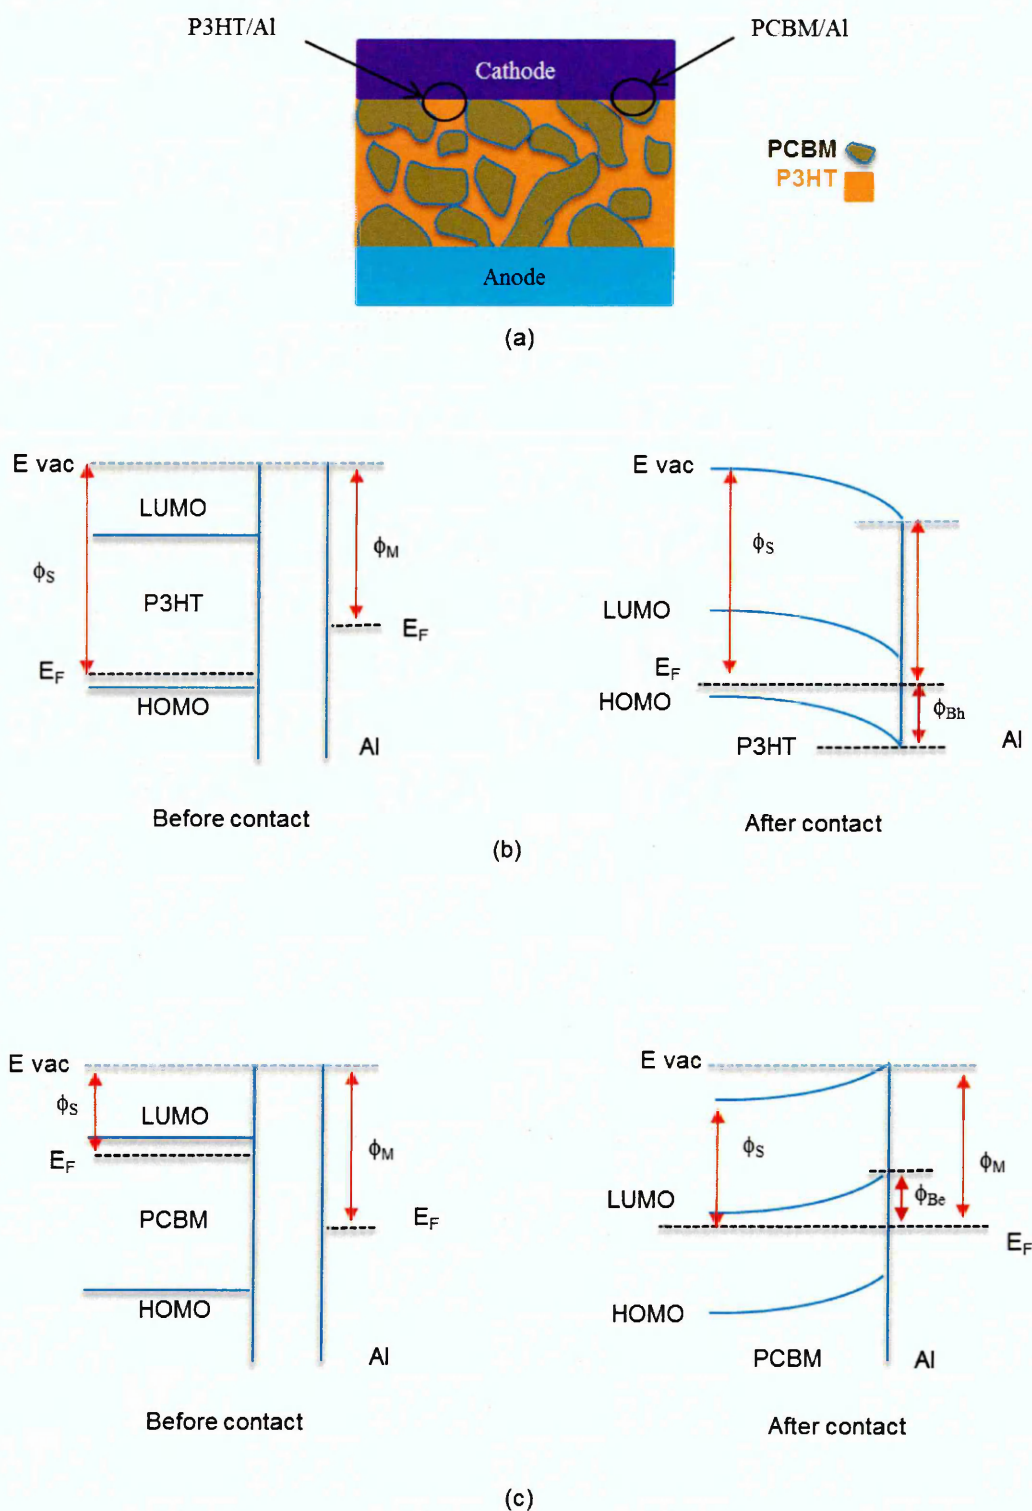 P3HT/Al
PCBM/Al
Cathode
PCBM
P3HT
Anode
(a)
E vac
LUMO
ϕS
P3HT
EF
HOMO
ϕM
EF
Al
Before contact
E vac
ϕS
LUMO
EF
HOMO
ϕBh
P3HT
Al
After contact
(b)
E vac
ϕS
LUMO
EF
PCBM
HOMO
ϕM
EF
Al
Before contact
E vac
ϕS
ϕM
LUMO
ϕBe
EF
HOMO
PCBM
Al
After contact
(c)